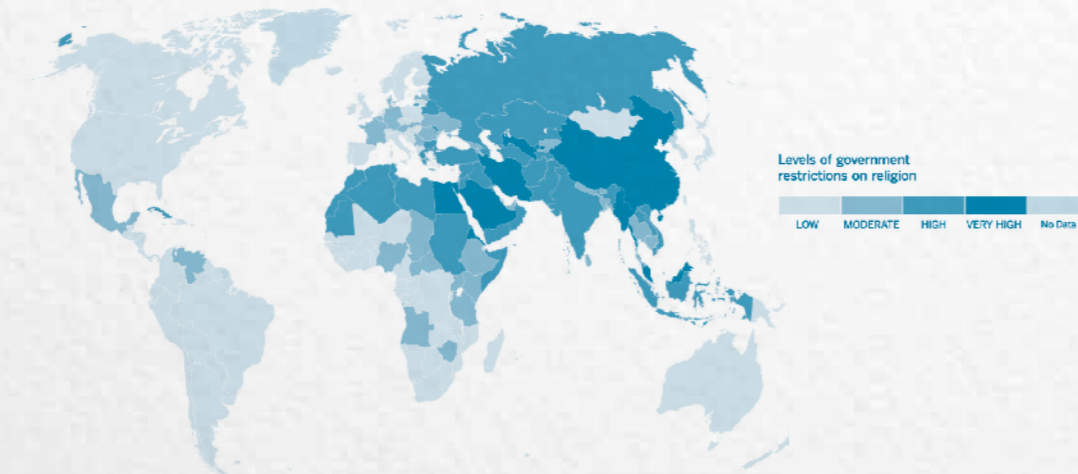 Levels of government
restrictions on religion
LOW MODERATE HIGH VERY HIGH No Data